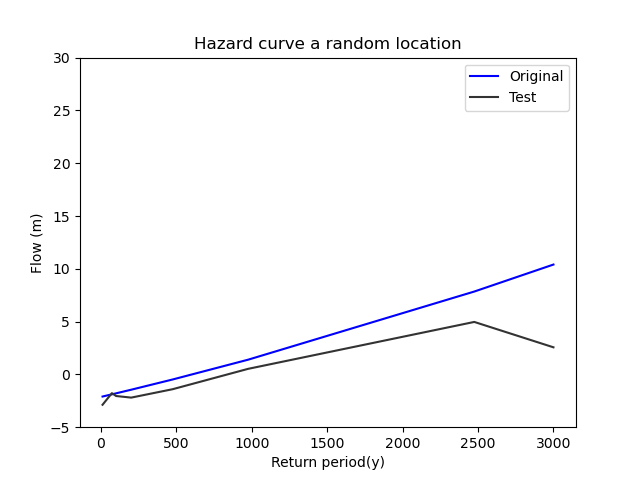 Hazard curve a random location
30
25
20
15
10
5
0
−5
Flow (m)
Original
Test
0 500 1000 1500 2000 2500 3000
Return period(y)